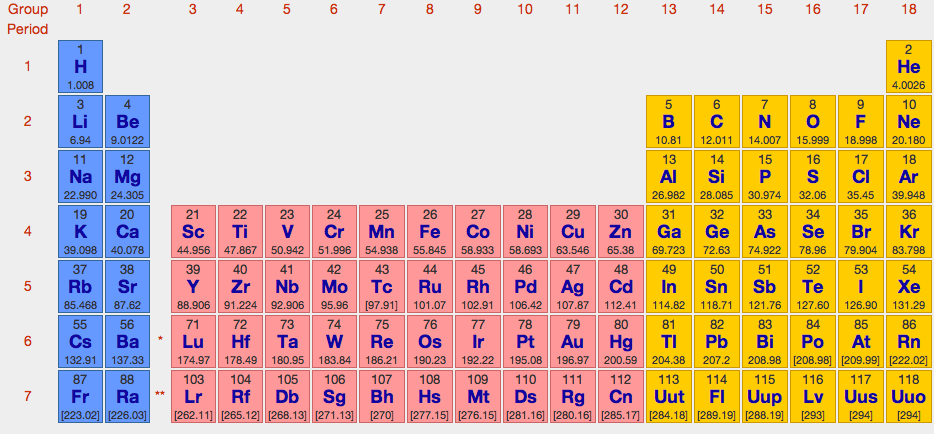 Group 1 2 3 4 5 6 7 8 9 10 11 12 13 14 15 16 17 18
Period
1 2
1 H He
1.008 4.0026
3 4 5 6 7 8 9 10
2 Li Be B C N O F Ne
6.94 9.0122 10.81 12.011 14.007 15.999 18.998 20.180
11 12 13 14 15 16 17 18
3 Na Mg Al Si P S Cl Ar
22.990 24.305 26.982 28.085 30.974 32.06 35.45 39.948
19 20 21 22 23 24 25 26 27 28 29 30 31 32 33 34 35 36
4 K Ca Sc Ti V Cr Mn Fe Co Ni Cu Zn Ga Ge As Se Br Kr
39.098 40.078 44.956 47.867 50.942 51.996 54.938 55.845 58.933 58.693 63.546 65.38 69.723 72.63 74.922 78.96 79.904 83.798
37 38 39 40 41 42 43 44 45 46 47 48 49 50 51 52 53 54
5 Rb Sr Y Zr Nb Mo Tc Ru Rh Pd Ag Cd In Sn Sb Te I Xe
85.468 87.62 88.906 91.224 92.906 95.96 [97.91] 101.07 102.91 106.42 107.87 112.41 114.82 118.71 121.76 127.60 126.90 131.29
55 56 71 72 73 74 75 76 77 78 79 80 81 82 83 84 85 86
6 Cs Ba * Lu Hf Ta W Re Os Ir Pt Au Hg Tl Pb Bi Po At Rn
132.91 137.33 174.97 178.49 180.95 183.84 186.21 190.23 192.22 195.08 196.97 200.59 204.38 207.2 208.98 [208.98] [209.99] [222.02]
87 88 103 104 105 106 107 108 109 110 111 112 113 114 115 116 117 118
7 Fr Ra ** Lr Rf Db Sg Bh Hs Mt Ds Rg Cn Uut Fl Uup Lv Uus Uuo
[223.02] [226.03] [262.11] [265.12] [268.13] [271.13] [270] [277.15] [276.15] [281.16] [280.16] [285.17] [284.18] [289.19] [288.19] [293] [294] [294]